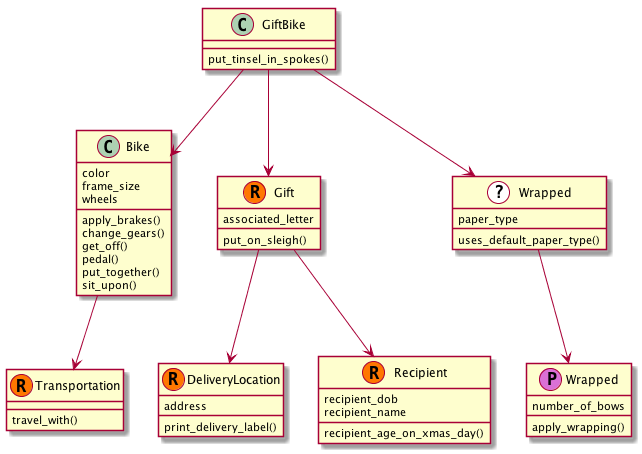 C GiftBike
put_tinsel_in_spokes()
C Bike
color
frame_size
wheels
apply_brakes()
change_gears()
get_off()
pedal()
put_together()
sit_upon()
R Gift
associated_letter
put_on_sleigh()
? Wrapped
paper_type
uses_default_paper_type()
R Transportation
travel_with()
R DeliveryLocation
address
print_delivery_label()
R Recipient
recipient_dob
recipient_name
recipient_age_on_xmas_day()
P Wrapped
number_of_bows
apply_wrapping()